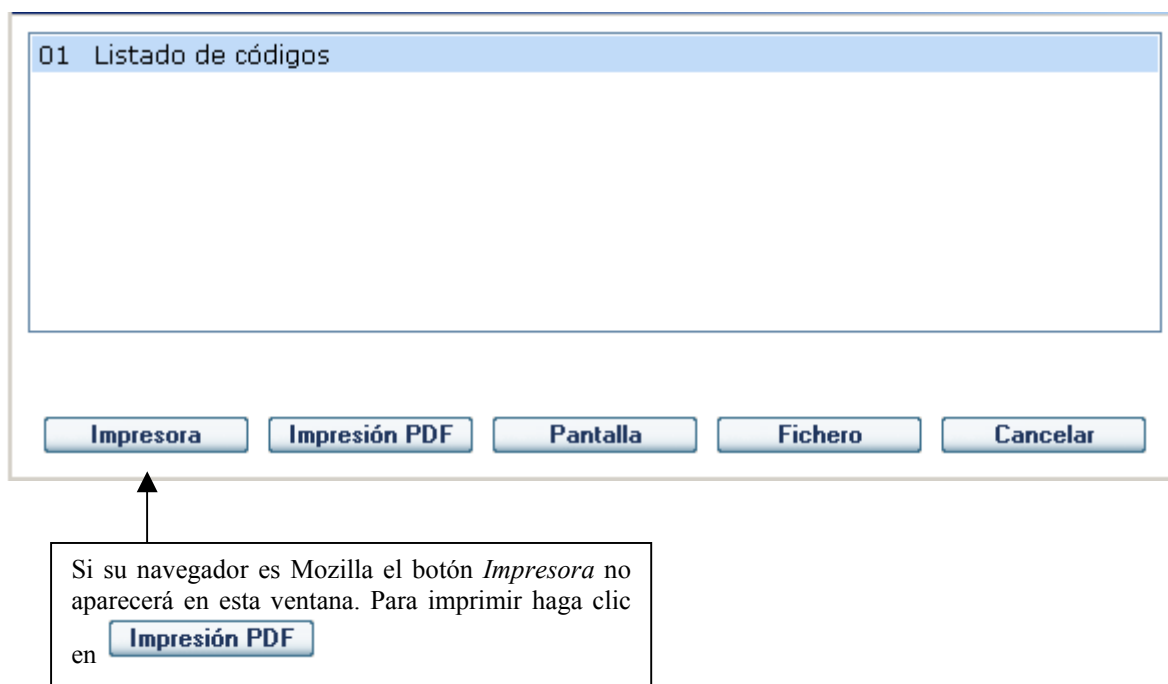 01 Listado de códigos
Impresora Impresión PDF Pantalla Fichero Cancelar
Si su navegador es Mozilla el botón Impresora no
aparecerá en esta ventana. Para imprimir haga clic
en Impresión PDF